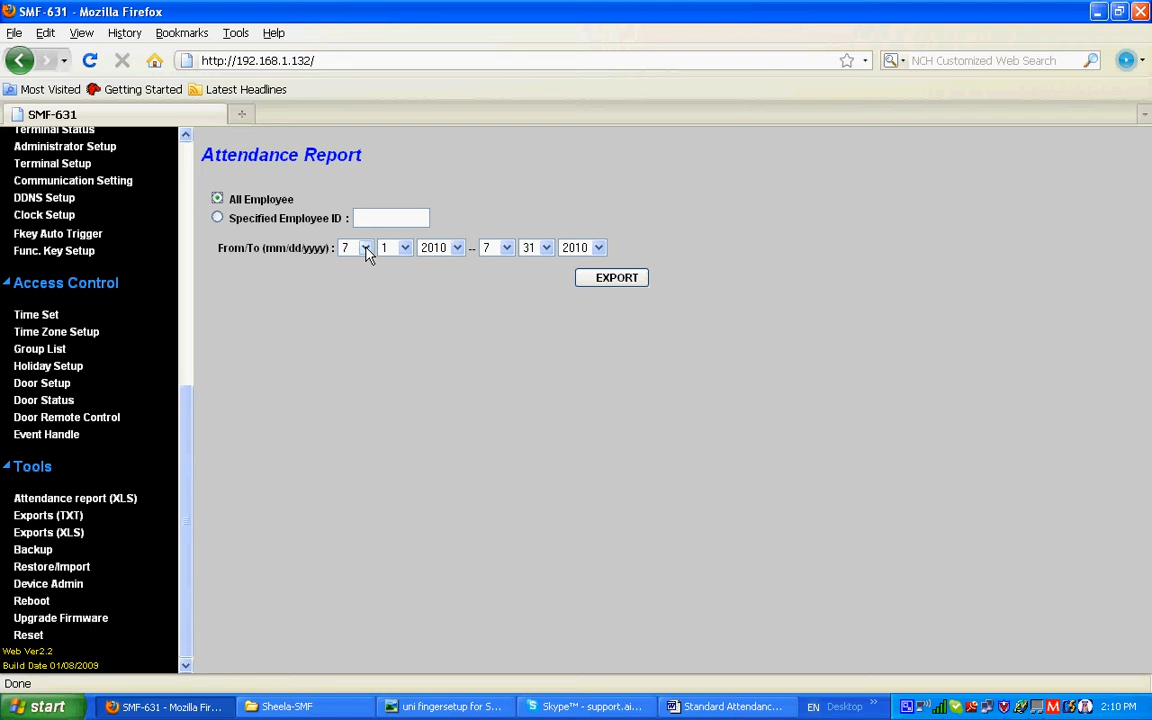 SMF-631 - Mozilla Firefox
File Edit View History Bookmarks Tools Help
http://192.168.1.132/
NCH Customized Web Search
Most Visited Getting Started Latest Headlines
SMF-631
Terminal Status
Administrator Setup
Terminal Setup
Communication Setting
DDNS Setup
Clock Setup
Fkey Auto Trigger
Func. Key Setup
Access Control
Time Set
Time Zone Setup
Group List
Holiday Setup
Door Setup
Door Status
Door Remote Control
Event Handle
Tools
Attendance report (XLS)
Exports (TXT)
Exports (XLS)
Backup
Restore/Import
Device Admin
Reboot
Upgrade Firmware
Reset
Web Ver2.2
Build Date 01/08/2009
Attendance Report
All Employee
Specified Employee ID :
From/To (mm/dd/yyyy) : 7 1 2010 -- 7 31 2010
EXPORT
Done
start SMF-631 - Mozilla Fir... Sheela-SMF uni fingersetup for S... Skype™ - support.ai... Standard Attendanc... EN Desktop » 2:10 PM